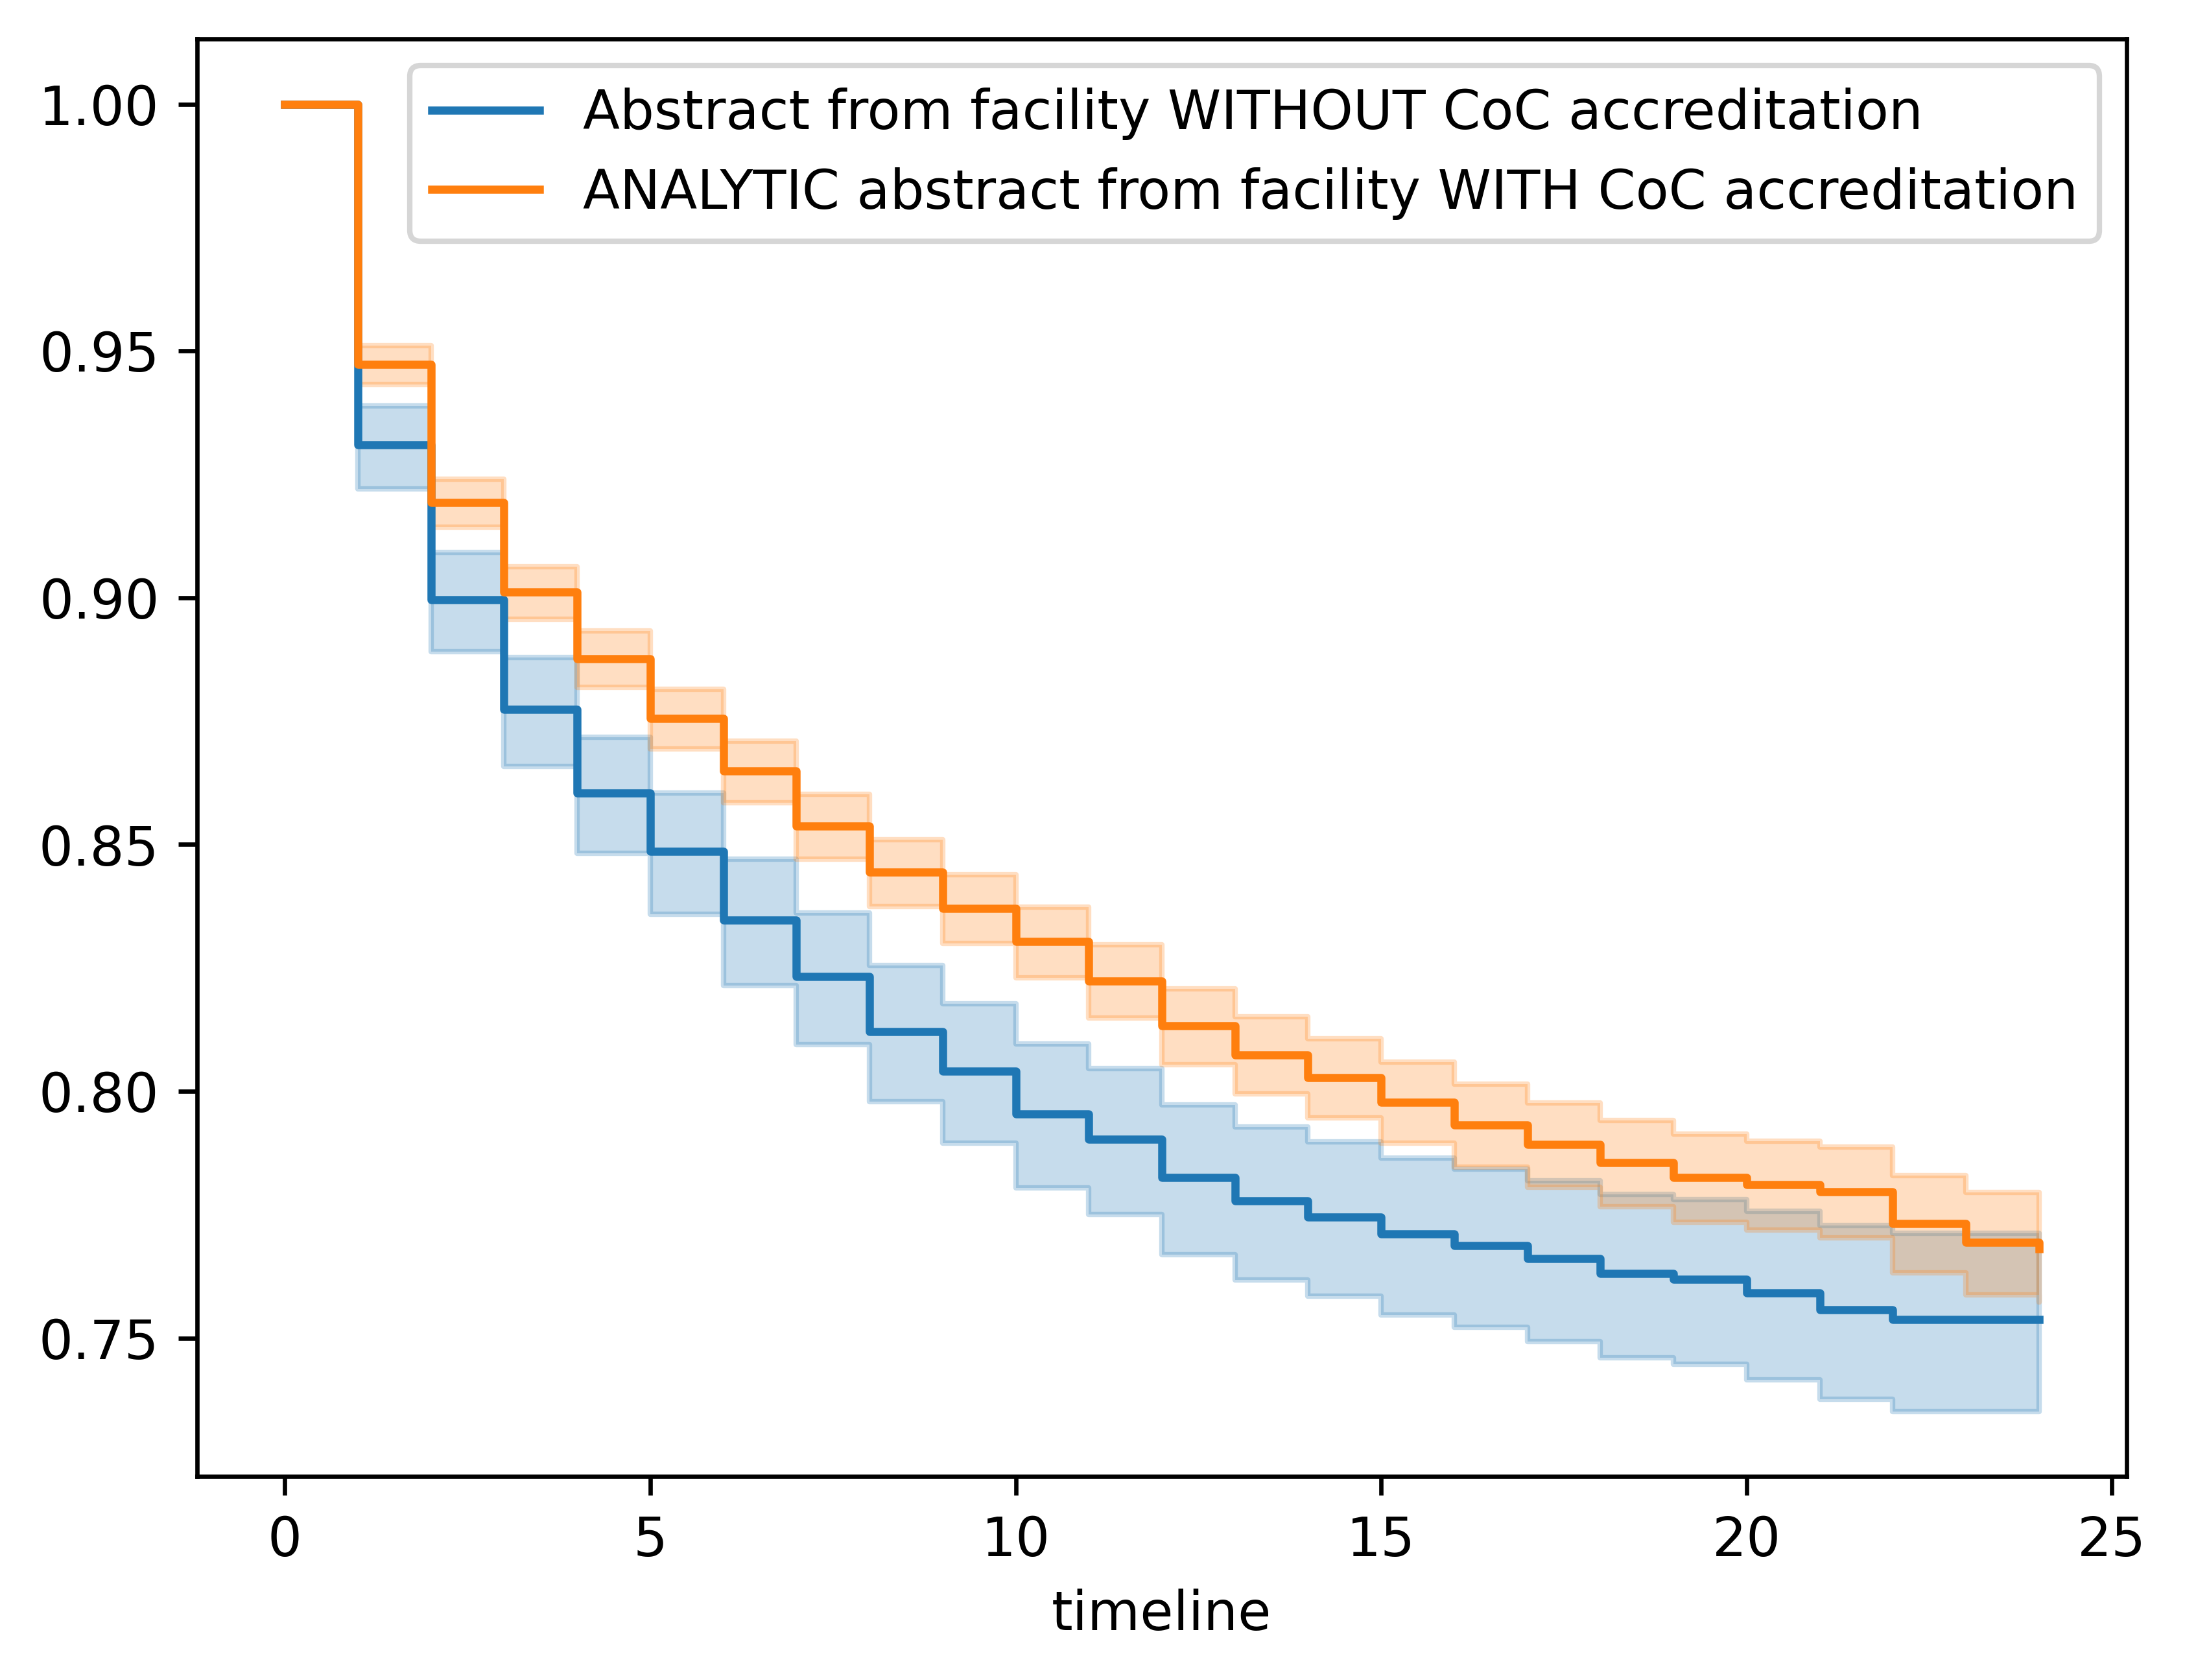 Abstract from facility WITHOUT CoC accreditation
ANALYTIC abstract from facility WITH CoC accreditation
1.00
0.95
0.90
0.85
0.80
0.75
0 5 10 15 20 25
timeline